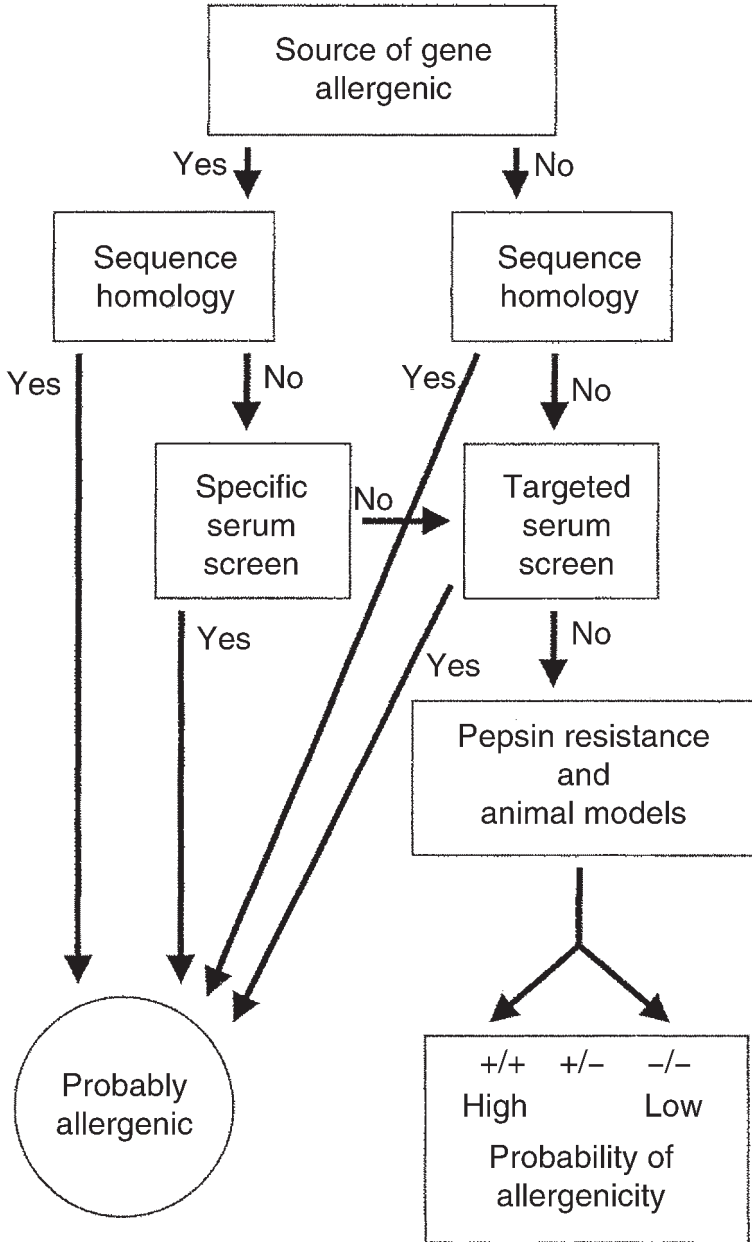 Source of gene
allergenic
Yes
No
Sequence
homology
Sequence
homology
Yes
No
Yes
No
Specific
serum
screen
No
Targeted
serum
screen
Yes
Yes
No
Pepsin resistance
and
animal models
Probably
allergenic
+/+ +/− −/−
High Low
Probability of
allergenicity